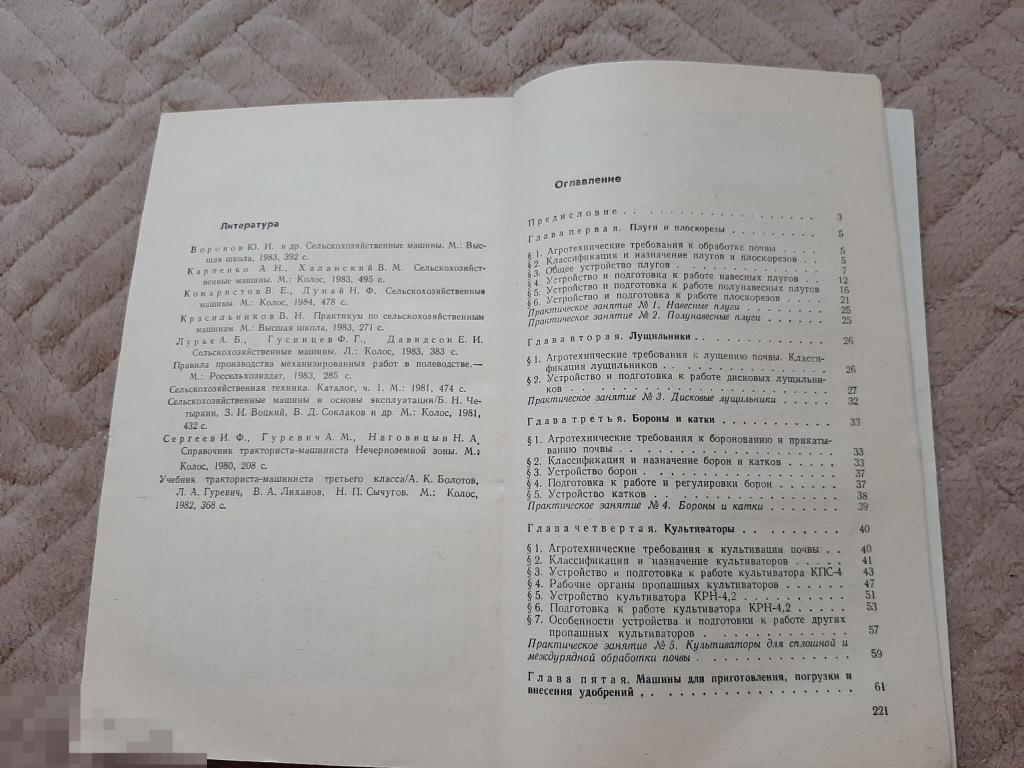 Литература
Воронов Ю. И. и др. Сельскохозяйственные машины. М.: Выс-
шая школа, 1983, 392 с.
Карпенко А. Н., Халанский В. М. Сельскохозяйст-
венные машины. М.: Колос, 1983, 495 с.
Комаристов В. Е., Дунай Н. Ф. Сельскохозяйственные
машины. М.: Колос, 1984, 478 с.
Красильников В. Н. Практикум по сельскохозяйственным
машинам. М.: Высшая школа, 1983, 271 с.
Лурье А. Б., Гусинцев Ф. Г., Давидсон Е. И.
Сельскохозяйственные машины. Л.: Колос, 1983, 383 с.
Правила производства механизированных работ в полеводстве.—
М.: Россельхозиздат, 1983, 285 с.
Сельскохозяйственная техника. Каталог, ч. 1. М.: 1981, 474 с.
Сельскохозяйственные машины и основы эксплуатации/Б. Н. Че-
тыркин, З. И. Воцкий, В. Д. Соклаков и др. М.: Колос, 1981,
432 с.
Сергеев И. Ф., Гуревич А. М., Наговицын Н. А.
Справочник тракториста-машиниста Нечерноземной зоны. М.:
Колос, 1980, 208 с.
Учебник тракториста-машиниста третьего класса/А. К. Болотов,
Л. А. Гуревич, В. А. Лиханов, Н. П. Сычугов. М.: Колос,
1982, 368 с.
Оглавление
Предисловие . . . . . . . . . . . . . . . . . 3
Глава первая. Плуги и плоскорезы . . . . . . . . 5
§ 1. Агротехнические требования к обработке почвы . . 5
§ 2. Классификация и назначение плугов и плоскорезов . . 5
§ 3. Общее устройство плугов . . . . . . . . . . 7
§ 4. Устройство и подготовка к работе навесных плугов . . 12
§ 5. Устройство и подготовка к работе полунавесных плугов 16
§ 6. Устройство и подготовка к работе плоскорезов . . . 21
Практическое занятие № 1. Навесные плуги . . . . . 25
Практическое занятие № 2. Полунавесные плуги . . . . 25
Глава вторая. Лущильники . . . . . . . . . . . 26
§ 1. Агротехнические требования к лущению почвы. Класси-
фикация лущильников . . . . . . . . . . . . 26
§ 2. Устройство и подготовка к работе дисковых лущильни-
ков . . . . . . . . . . . . . . . . . . 27
Практическое занятие № 3. Дисковые лущильники . . . . 32
Глава третья. Бороны и катки . . . . . . . . . . 33
§ 1. Агротехнические требования к боронованию и прикаты-
ванию почвы . . . . . . . . . . . . . . . 33
§ 2. Классификация и назначение борон и катков . . . . 33
§ 3. Устройство борон . . . . . . . . . . . . . 37
§ 4. Подготовка к работе и регулировки борон . . . . . 37
§ 5. Устройство катков . . . . . . . . . . . . . 38
Практическое занятие № 4. Бороны и катки . . . . . 39
Глава четвертая. Культиваторы . . . . . . . . . 40
§ 1. Агротехнические требования к культивации почвы . . 40
§ 2. Классификация и назначение культиваторов . . . . 41
§ 3. Устройство и подготовка к работе культиватора КПС-4 43
§ 4. Рабочие органы пропашных культиваторов . . . . . 47
§ 5. Устройство культиватора КРН-4,2 . . . . . . . . 51
§ 6. Подготовка к работе культиватора КРН-4,2 . . . . . 53
§ 7. Особенности устройства и подготовки к работе других
пропашных культиваторов . . . . . . . . . . . 57
Практическое занятие № 5. Культиваторы для сплошной и
междурядной обработки почвы . . . . . . . . . . . 59
Глава пятая. Машины для приготовления, погрузки и
внесения удобрений . . . . . . . . . . . . . . . 61
221